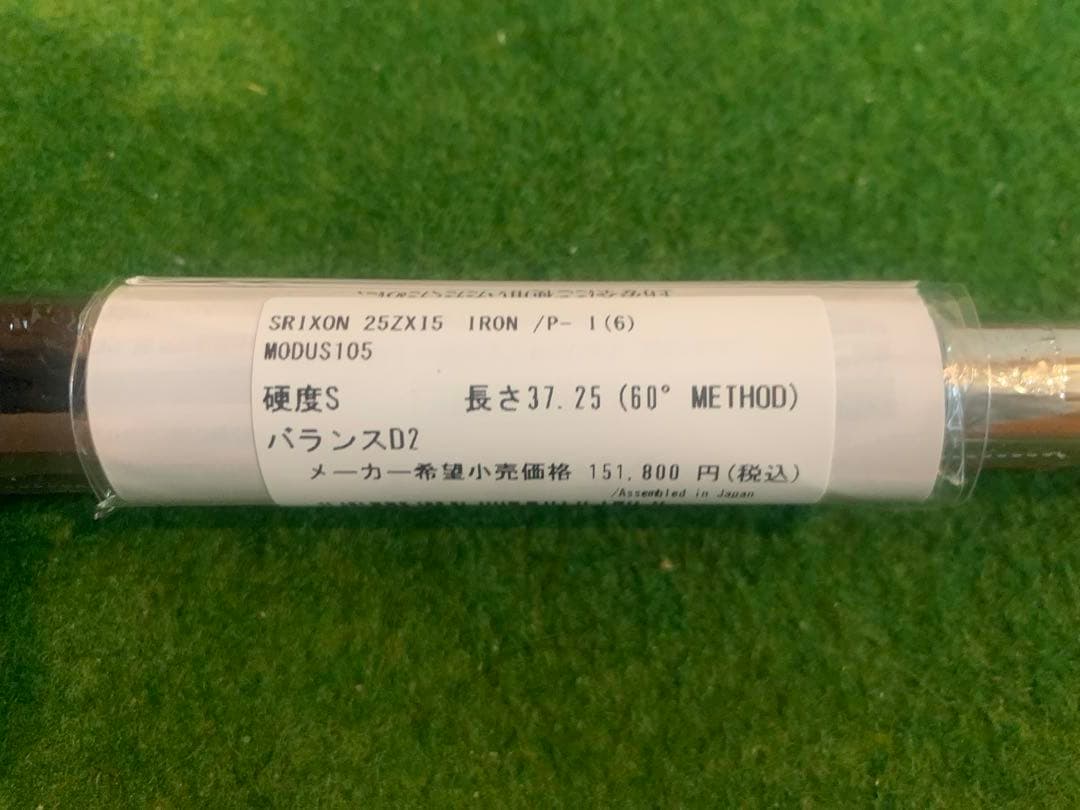 SRIXON 25ZXI5 IRON /P- I(6)
MODUS105
硬度S 長さ37.25 (60° METHOD)
バランスD2
メーカー希望小売価格 151,800 円(税込)
/Assembled in Japan